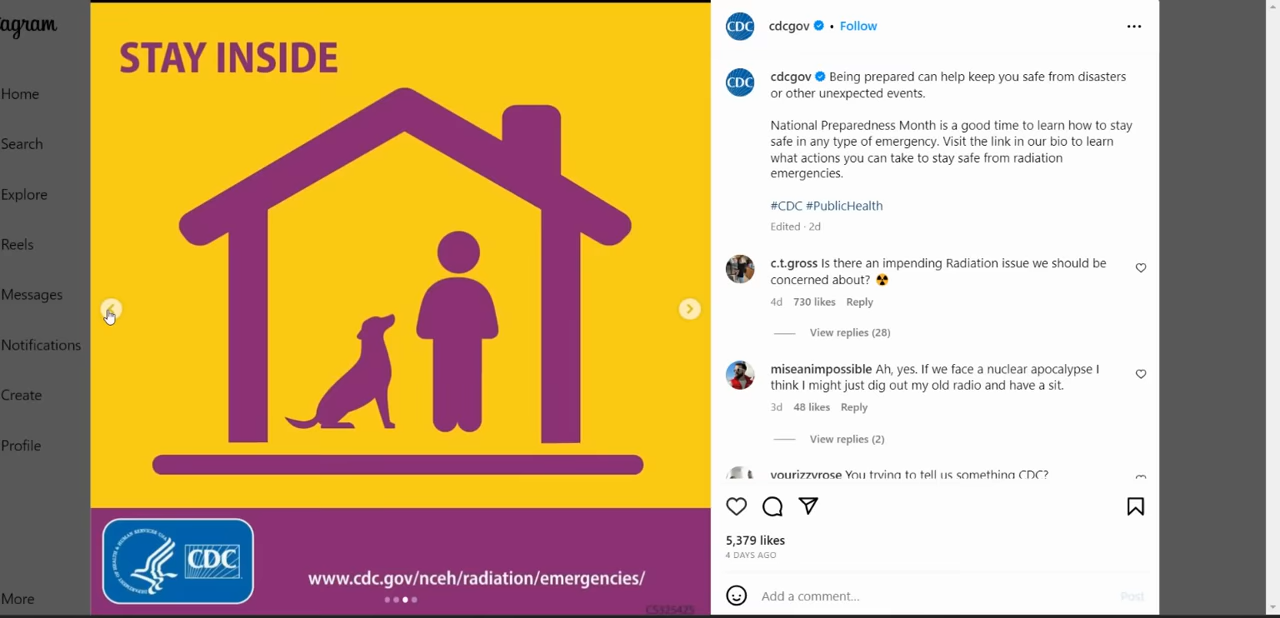 agram
Home
Search
Explore
Reels
Messages
Notifications
Create
Profile
More
STAY INSIDE
DEPARTMENT OF HEALTH & HUMAN SERVICES USA
CDC
www.cdc.gov/nceh/radiation/emergencies/
CS325425
CDC
cdcgov • Follow
CDC
cdcgov Being prepared can help keep you safe from disasters
or other unexpected events.
National Preparedness Month is a good time to learn how to stay
safe in any type of emergency. Visit the link in our bio to learn
what actions you can take to stay safe from radiation
emergencies.
#CDC #PublicHealth
Edited · 2d
c.t.gross Is there an impending Radiation issue we should be
concerned about? ☢
4d 730 likes Reply
View replies (28)
miseanimpossible Ah, yes. If we face a nuclear apocalypse I
think I might just dig out my old radio and have a sit.
3d 48 likes Reply
View replies (2)
yourizzyrose You trying to tell us something CDC?
5,379 likes
4 DAYS AGO
Add a comment...
Post